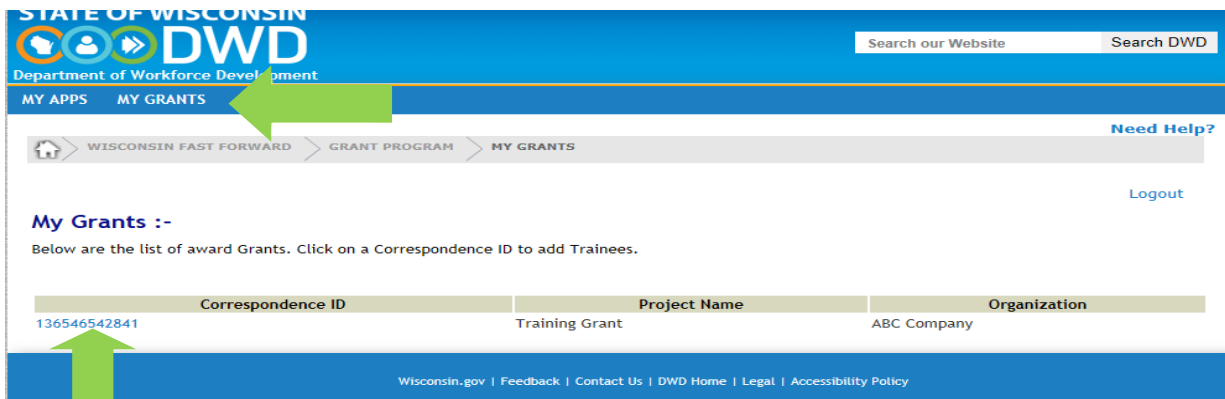 STATE OF WISCONSIN
DWD
Department of Workforce Development
Search our Website
Search DWD
MY APPS MY GRANTS
Need Help?
WISCONSIN FAST FORWARD GRANT PROGRAM MY GRANTS
Logout
My Grants :-
Below are the list of award Grants. Click on a Correspondence ID to add Trainees.
Correspondence ID Project Name Organization
136546542841 Training Grant ABC Company
Wisconsin.gov | Feedback | Contact Us | DWD Home | Legal | Accessibility Policy